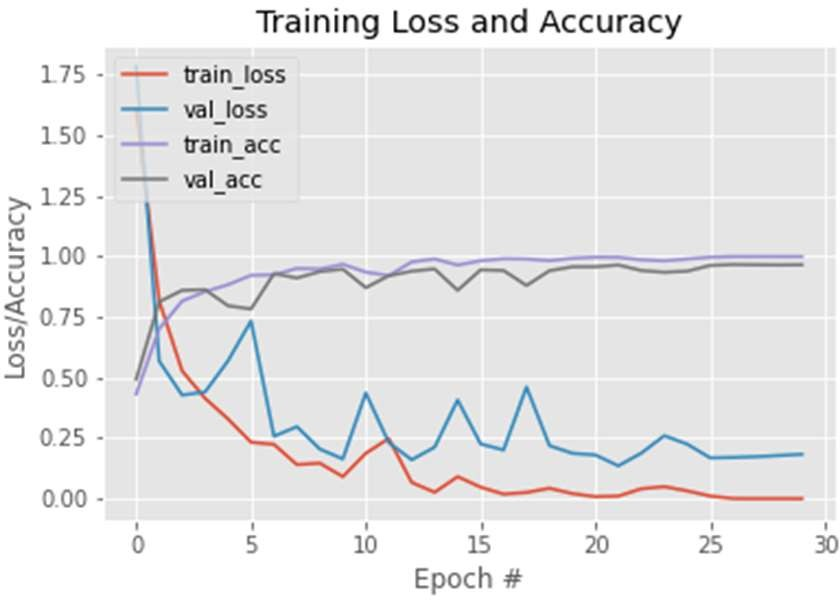 Training Loss and Accuracy
train_loss
val_loss
train_acc
val_acc
1.75
1.50
1.25
1.00
0.75
0.50
0.25
0.00
Loss/Accuracy
0 5 10 15 20 25 30
Epoch #